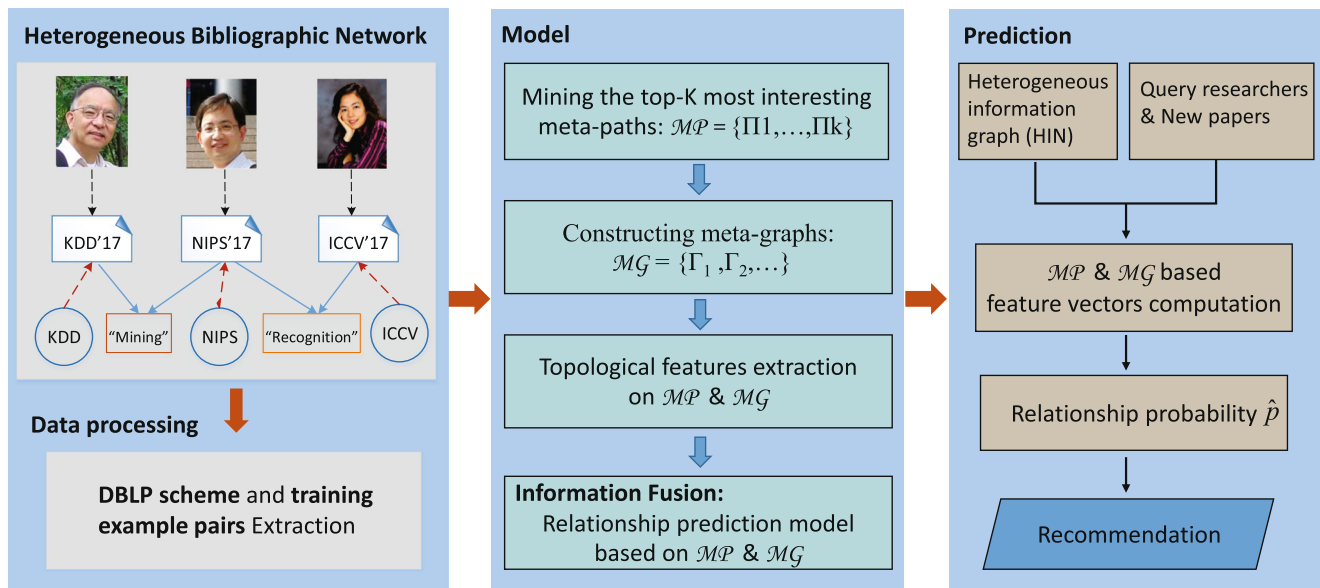 Heterogeneous Bibliographic Network
KDD’17
NIPS’17
ICCV’17
KDD
“Mining”
NIPS
“Recognition”
ICCV
Data processing
DBLP scheme and training
example pairs Extraction
Model
Mining the top-K most interesting
meta-paths: 𝓜𝓟 = {Π1,…,Πk}
Constructing meta-graphs:
𝓜𝓖 = {Γ₁ ,Γ₂,…}
Topological features extraction
on 𝓜𝓟 & 𝓜𝓖
Information Fusion:
Relationship prediction model
based on 𝓜𝓟 & 𝓜𝓖
Prediction
Heterogeneous
information
graph (HIN)
Query researchers
& New papers
𝓜𝓟 & 𝓜𝓖 based
feature vectors computation
Relationship probability p̂
Recommendation